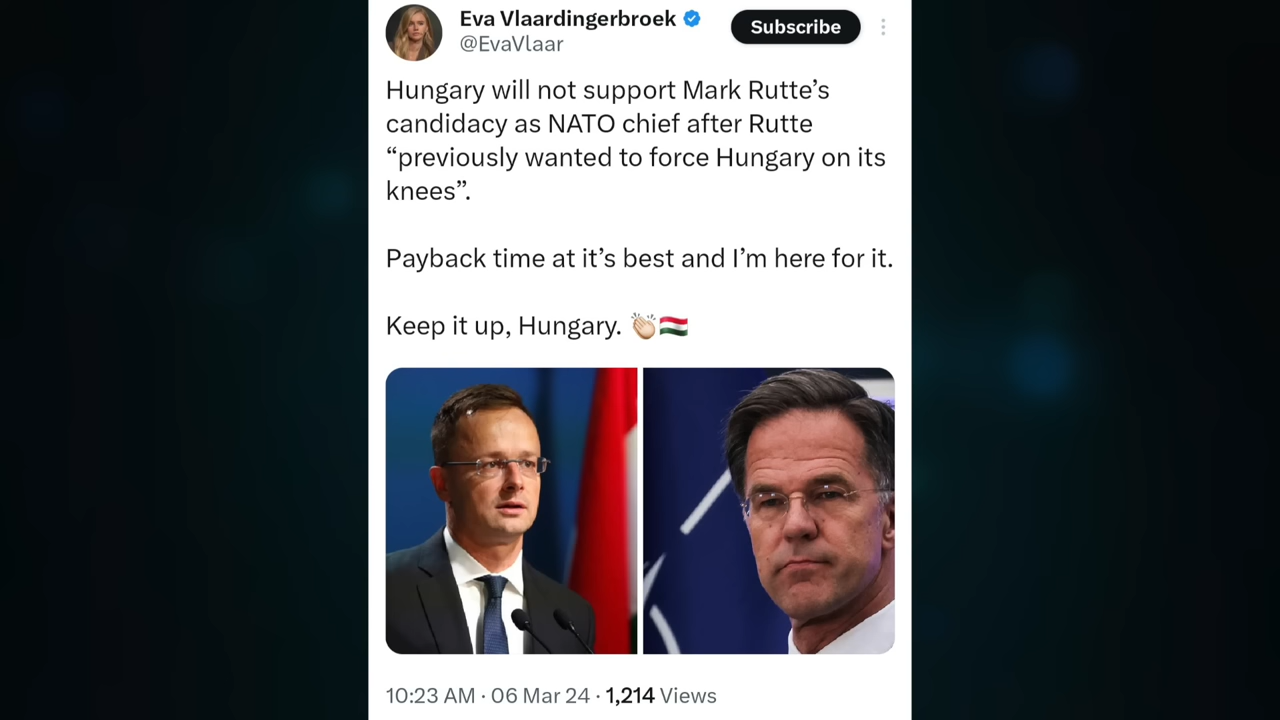 Eva Vlaardingerbroek
Subscribe
@EvaVlaar
Hungary will not support Mark Rutte’s
candidacy as NATO chief after Rutte
“previously wanted to force Hungary on its
knees”.
Payback time at it’s best and I’m here for it.
Keep it up, Hungary. 👏🏻🇭🇺
10:23 AM · 06 Mar 24 · 1,214 Views